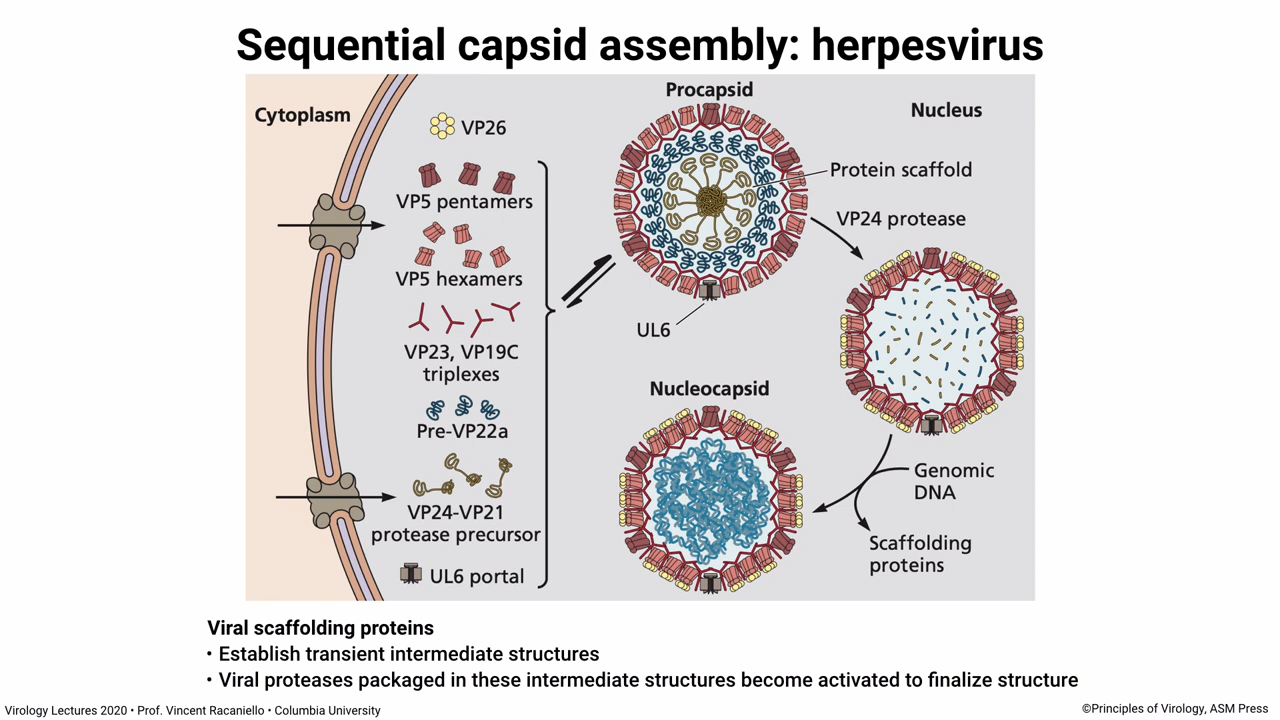 Sequential capsid assembly: herpesvirus
Cytoplasm
VP26
VP5 pentamers
VP5 hexamers
VP23, VP19C
triplexes
Pre-VP22a
VP24-VP21
protease precursor
UL6 portal
Procapsid
Nucleus
Protein scaffold
VP24 protease
UL6
Nucleocapsid
Genomic
DNA
Scaffolding
proteins
Viral scaffolding proteins
• Establish transient intermediate structures
• Viral proteases packaged in these intermediate structures become activated to finalize structure
Virology Lectures 2020 • Prof. Vincent Racaniello • Columbia University
©Principles of Virology, ASM Press